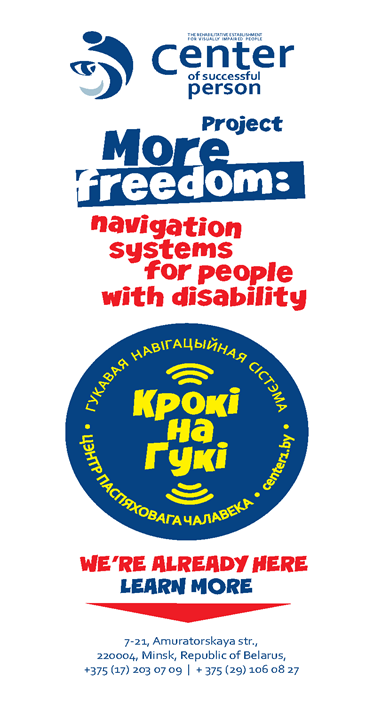 THE REHABILITATIVE ESTABLISHMENT
FOR VISUALLY IMPAIRED PEOPLE
center
of successful
person
Project
More
freedom:
navigation
systems
for people
with disability
ГУКАВАЯ НАВІГАЦЫЙНАЯ СІСТЭМА
Крокі
на
Гукі
ЦЕНТР ПАСПЯХОВАГА ЧАЛАВЕКА • center1.by •
WE'RE ALREADY HERE
LEARN MORE
7-21, Amuratorskaya str.,
220004, Minsk, Republic of Belarus,
+375 (17) 203 07 09 | + 375 (29) 106 08 27